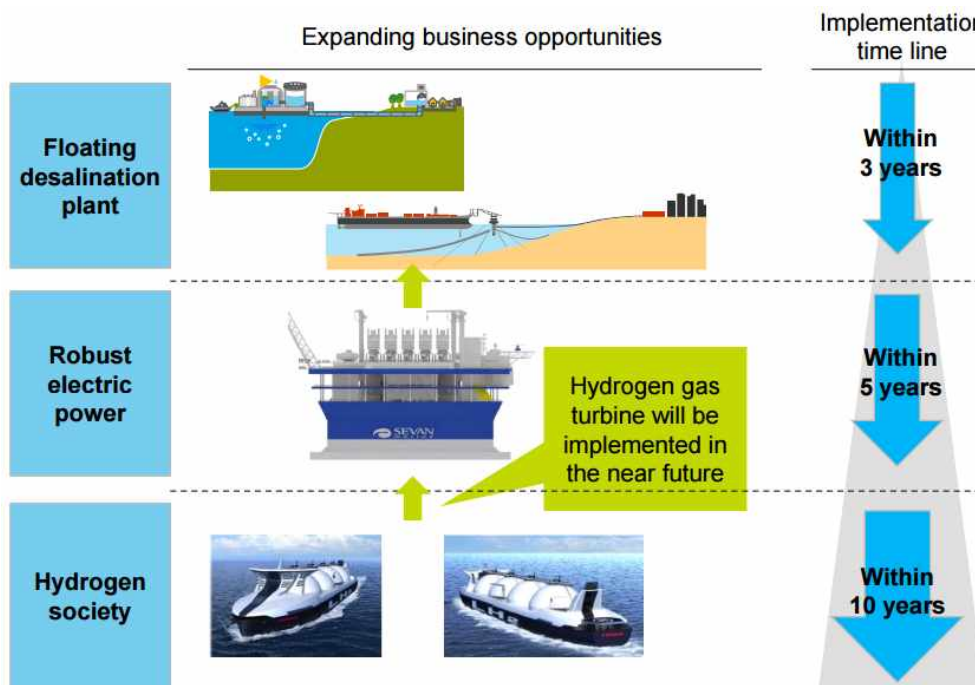 Expanding business opportunities
Implementation
time line
Floating
desalination
plant
Within
3 years
Robust
electric
power
SEVAN
Hydrogen gas
turbine will be
implemented in
the near future
Within
5 years
Hydrogen
society
LH2
Within
10 years